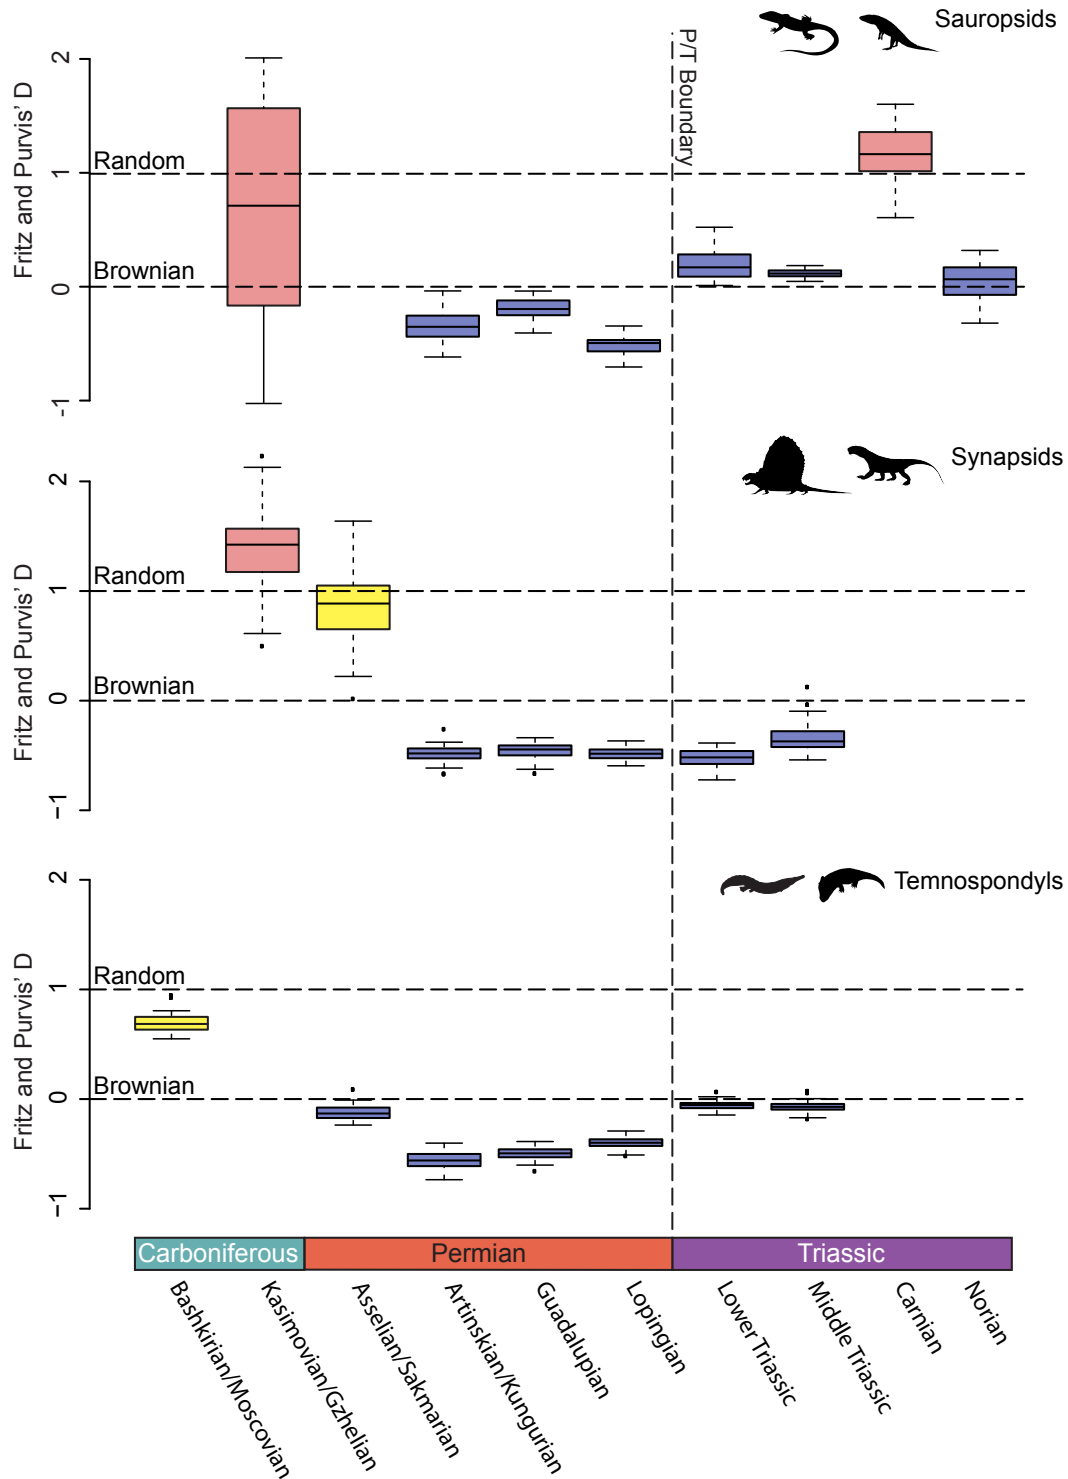 Sauropsids
P/T Boundary
Fritz and Purvis' D
2
1
0
-1
Random
Brownian
Synapsids
Fritz and Purvis' D
2
1
0
−1
Random
Brownian
Temnospondyls
Fritz and Purvis' D
2
1
0
−1
Random
Brownian
Carboniferous
Permian
Triassic
Bashkirian/Moscovian
Kasimovian/Gzhelian
Asselian/Sakmarian
Artinskian/Kungurian
Guadalupian
Lopingian
Lower Triassic
Middle Triassic
Carnian
Norian